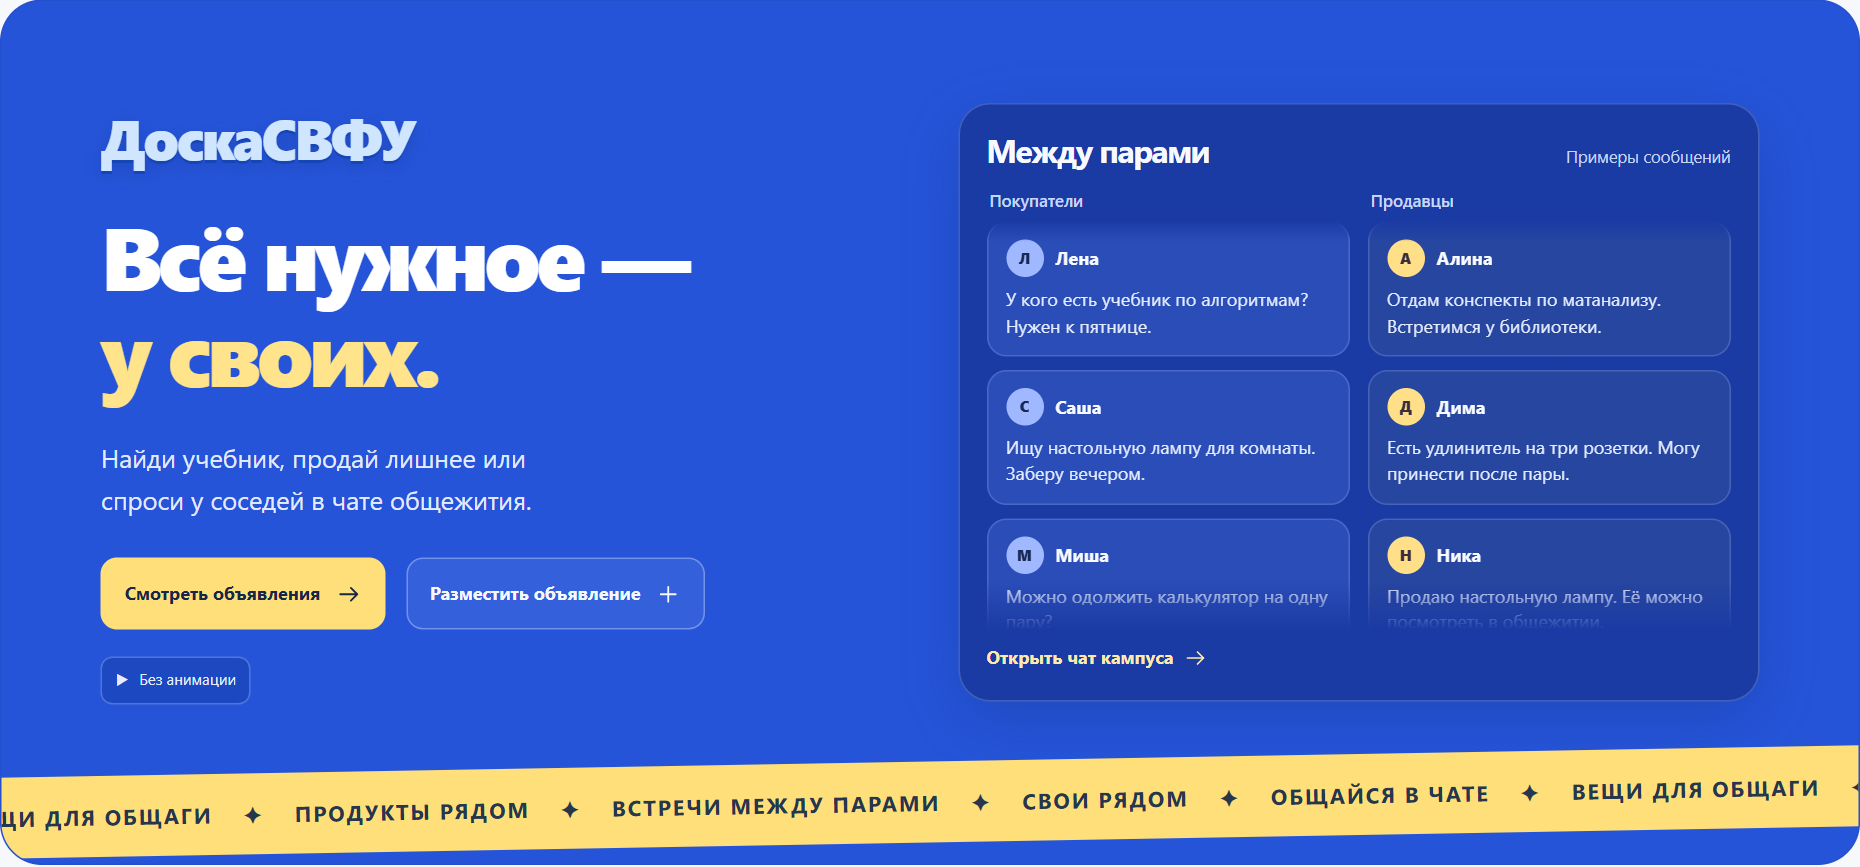 ДоскаСВФУ
Всё нужное —
у своих.
Найди учебник, продай лишнее или
спроси у соседей в чате общежития.
Смотреть объявления →
Разместить объявление +
▶ Без анимации
Между парами
Примеры сообщений
Покупатели
Л Лена
У кого есть учебник по алгоритмам?
Нужен к пятнице.
С Саша
Ищу настольную лампу для комнаты.
Заберу вечером.
М Миша
Можно одолжить калькулятор на одну
пару?
Продавцы
А Алина
Отдам конспекты по матанализу.
Встретимся у библиотеки.
Д Дима
Есть удлинитель на три розетки. Могу
принести после пары.
Н Ника
Продаю настольную лампу. Её можно
посмотреть в общежитии.
Открыть чат кампуса →
ЩИ ДЛЯ ОБЩАГИ ✦ ПРОДУКТЫ РЯДОМ ✦ ВСТРЕЧИ МЕЖДУ ПАРАМИ ✦ СВОИ РЯДОМ ✦ ОБЩАЙСЯ В ЧАТЕ ✦ ВЕЩИ ДЛЯ ОБЩАГИ